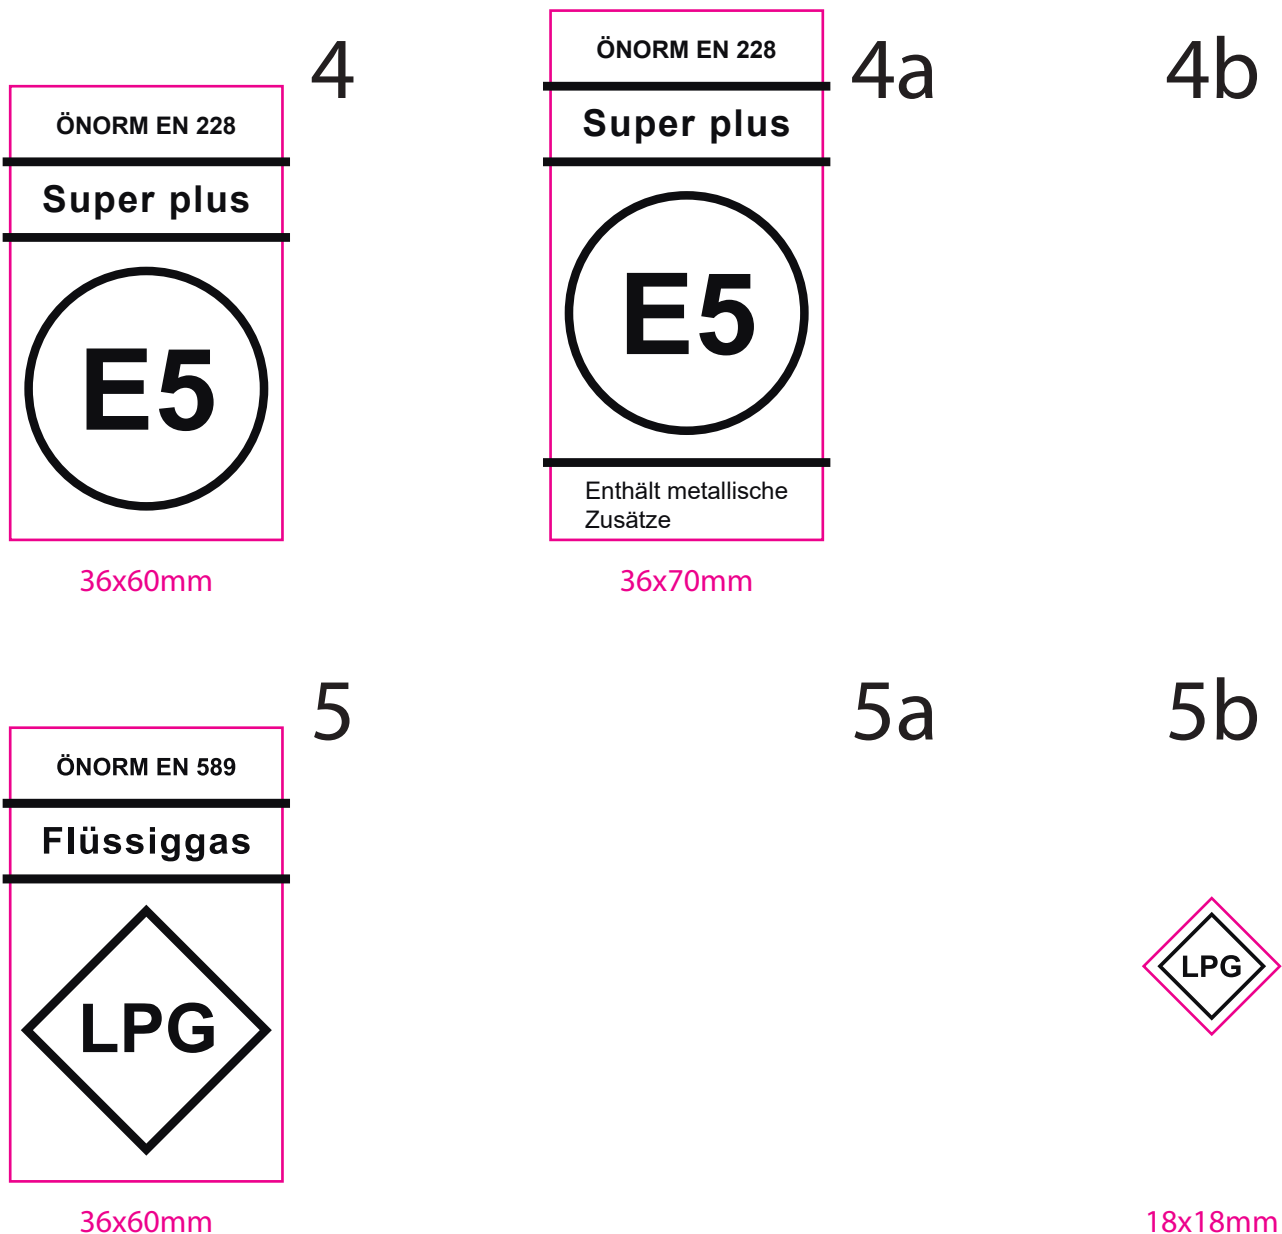 4
ÖNORM EN 228
Super plus
E5
36x60mm
4a
ÖNORM EN 228
Super plus
E5
Enthält metallische
Zusätze
36x70mm
4b
5
ÖNORM EN 589
Flüssiggas
LPG
36x60mm
5a
5b
LPG
18x18mm